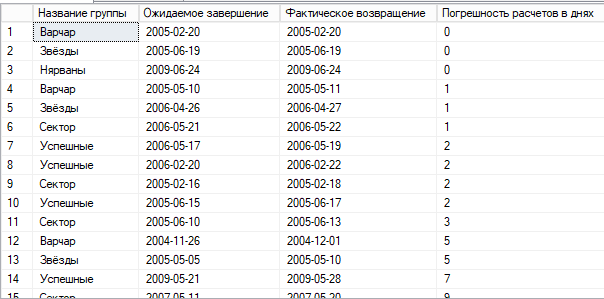 Название группы Ожидаемое завершение Фактическое возвращение Погрешность расчетов в днях
1 Варчар 2005-02-20 2005-02-20 0
2 Звёзды 2005-06-19 2005-06-19 0
3 Нярваны 2009-06-24 2009-06-24 0
4 Варчар 2005-05-10 2005-05-11 1
5 Звёзды 2006-04-26 2006-04-27 1
6 Сектор 2006-05-21 2006-05-22 1
7 Успешные 2006-05-17 2006-05-19 2
8 Успешные 2006-02-20 2006-02-22 2
9 Сектор 2005-02-16 2005-02-18 2
10 Успешные 2005-06-15 2005-06-17 2
11 Сектор 2005-06-10 2005-06-13 3
12 Варчар 2004-11-26 2004-12-01 5
13 Звёзды 2005-05-05 2005-05-10 5
14 Успешные 2009-05-21 2009-05-28 7
15 Сектор 2007-05-11 2007-05-20 9